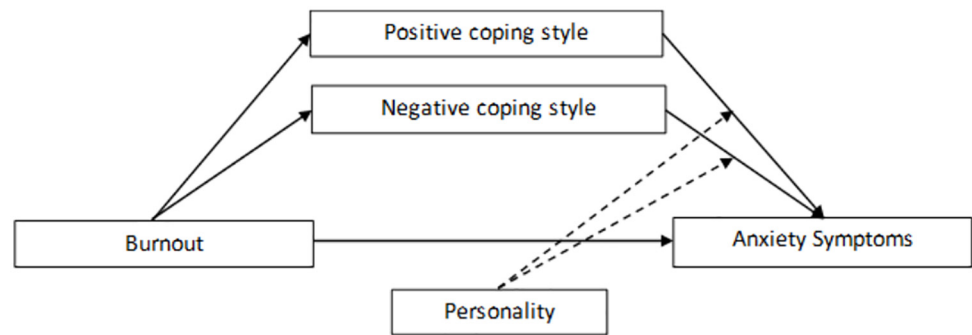 Positive coping style
Negative coping style
Burnout
Anxiety Symptoms
Personality